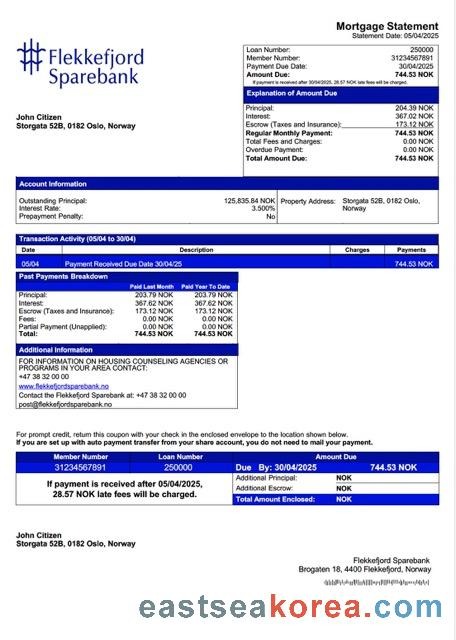 Mortgage Statement
Statement Date: 05/04/2025
Flekkefjord
Sparebank
Loan Number: 250000
Member Number: 31234567891
Payment Due Date: 30/04/2025
Amount Due: 744.53 NOK
If payment is received after 30/04/2025, 28.57 NOK late fees will be charged.
Explanation of Amount Due
Principal: 204.39 NOK
Interest: 367.02 NOK
Escrow (Taxes and Insurance): 173.12 NOK
Regular Monthly Payment: 744.53 NOK
Total Fees and Charges: 0.00 NOK
Overdue Payment: 0.00 NOK
Total Amount Due: 744.53 NOK
John Citizen
Storgata 52B, 0182 Oslo, Norway
Account Information
Outstanding Principal: 125,835.84 NOK
Interest Rate: 3.500%
Prepayment Penalty: No
Property Address: Storgata 52B, 0182 Oslo,
Norway
Transaction Activity (05/04 to 30/04)
Date Description Charges Payments
05/04 Payment Received Due Date 30/04/25 744.53 NOK
Past Payments Breakdown
Paid Last Month Paid Year To Date
Principal: 203.79 NOK 203.79 NOK
Interest: 367.62 NOK 367.62 NOK
Escrow (Taxes and Insurance): 173.12 NOK 173.12 NOK
Fees: 0.00 NOK 0.00 NOK
Partial Payment (Unapplied): 0.00 NOK 0.00 NOK
Total: 744.53 NOK 744.53 NOK
Additional Information
FOR INFORMATION ON HOUSING COUNSELING AGENCIES OR
PROGRAMS IN YOUR AREA CONTACT:
+47 38 32 00 00
www.flekkefjordsparebank.no
Contact the Flekkefjord Sparebank at: +47 38 32 00 00
post@flekkefjordsparebank.no
For prompt credit, return this coupon with your check in the enclosed envelope to the location shown below.
If you are set up with auto payment transfer from your share account, you do not need to mail your payment.
Member Number Loan Number Amount Due
31234567891 250000 Due By: 30/04/2025 744.53 NOK
If payment is received after 05/04/2025,
28.57 NOK late fees will be charged.
Additional Principal: NOK
Additional Escrow: NOK
Total Amount Enclosed: NOK
John Citizen
Storgata 52B, 0182 Oslo, Norway
Flekkefjord Sparebank
Brogaten 18, 4400 Flekkefjord, Norway
eastseakorea.com